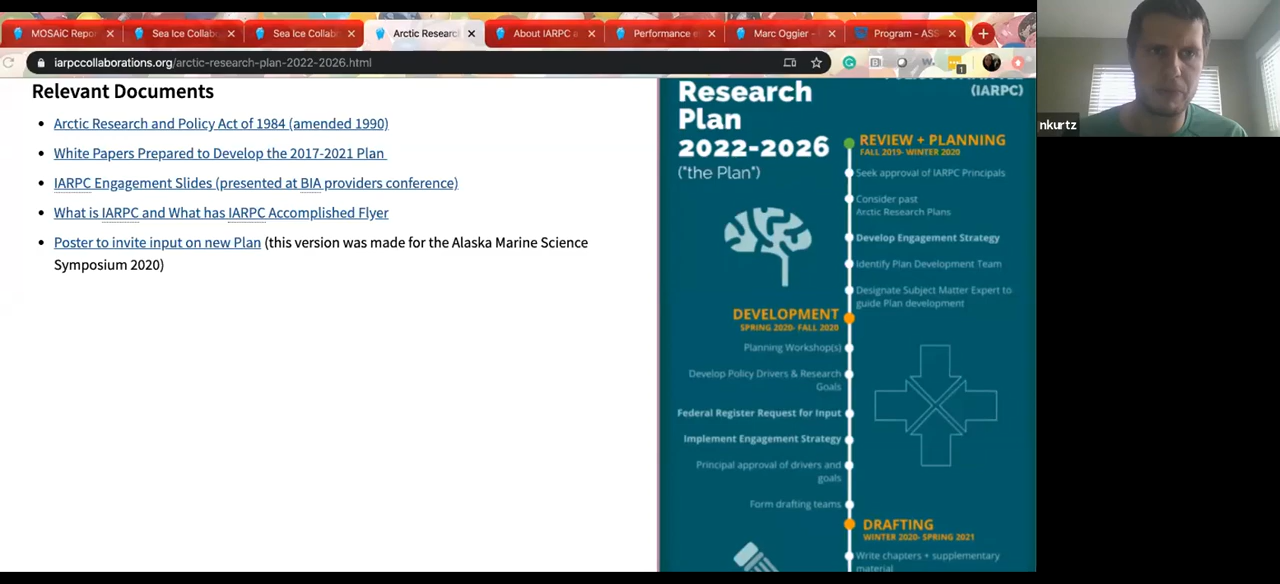 MOSAiC Repor
Sea Ice Collabo
Sea Ice Collab
Arctic Research
About IARPC a
Performance o
Marc Oggier -
Program - ASS
iarpccollaborations.org/arctic-research-plan-2022-2026.html
Relevant Documents
Arctic Research and Policy Act of 1984 (amended 1990)
White Papers Prepared to Develop the 2017-2021 Plan
IARPC Engagement Slides (presented at BIA providers conference)
What is IARPC and What has IARPC Accomplished Flyer
Poster to invite input on new Plan (this version was made for the Alaska Marine Science
Symposium 2020)
(IARPC)
Research
Plan
2022-2026
("the Plan")
REVIEW + PLANNING
FALL 2019- WINTER 2020
Seek approval of IARPC Principals
Consider past
Arctic Research Plans
Develop Engagement Strategy
Identify Plan Development Team
Designate Subject Matter Expert to
guide Plan development
DEVELOPMENT
SPRING 2020- FALL 2020
Planning Workshop(s)
Develop Policy Drivers & Research
Goals
Federal Register Request for Input
Implement Engagement Strategy
Principal approval of drivers and
goals
Form drafting teams
DRAFTING
WINTER 2020- SPRING 2021
Write chapters + supplementary
material
nkurtz